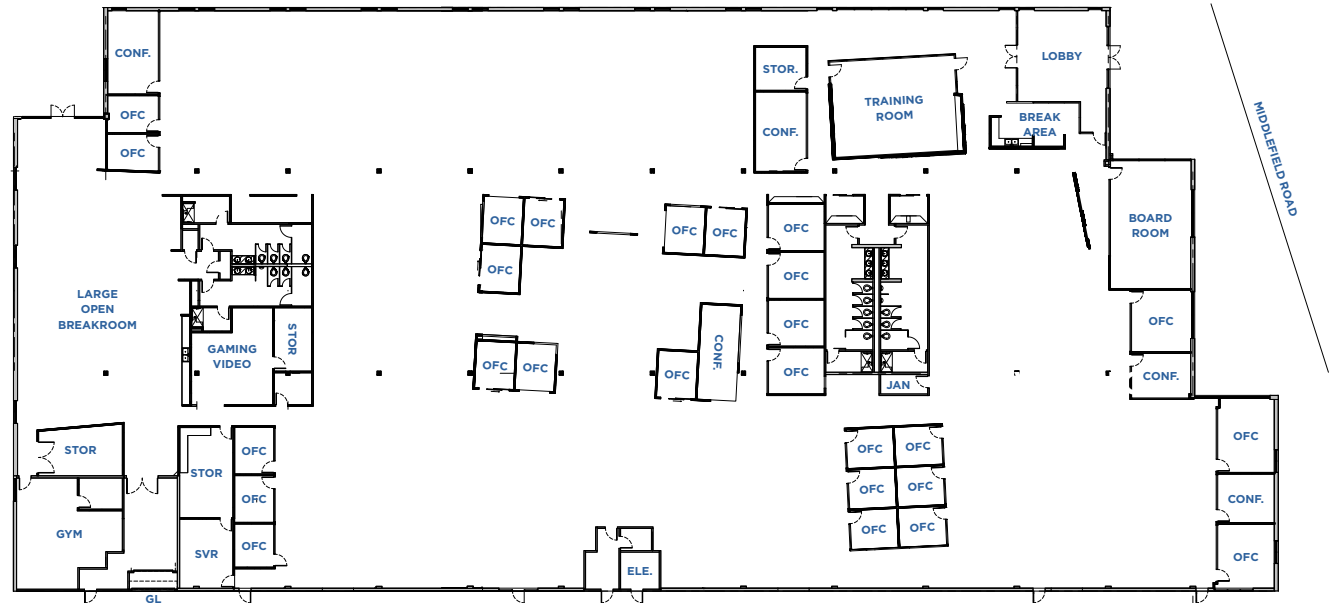 CONF.
LOBBY
STOR.
TRAINING
ROOM
OFC
BREAK
AREA
CONF.
OFC
MIDDLEFIELD ROAD
OFC
OFC
OFC
OFC
OFC
BOARD
ROOM
OFC
OFC
LARGE
OPEN
BREAKROOM
OFC
OFC
STOR
GAMING
VIDEO
CONF.
OFC
OFC
OFC
OFC
OFC
CONF.
JAN
STOR
OFC
OFC
OFC
OFC
STOR
OFC
OFC
OFC
CONF.
GYM
SVR
OFC
OFC
OFC
OFC
ELE.
GL